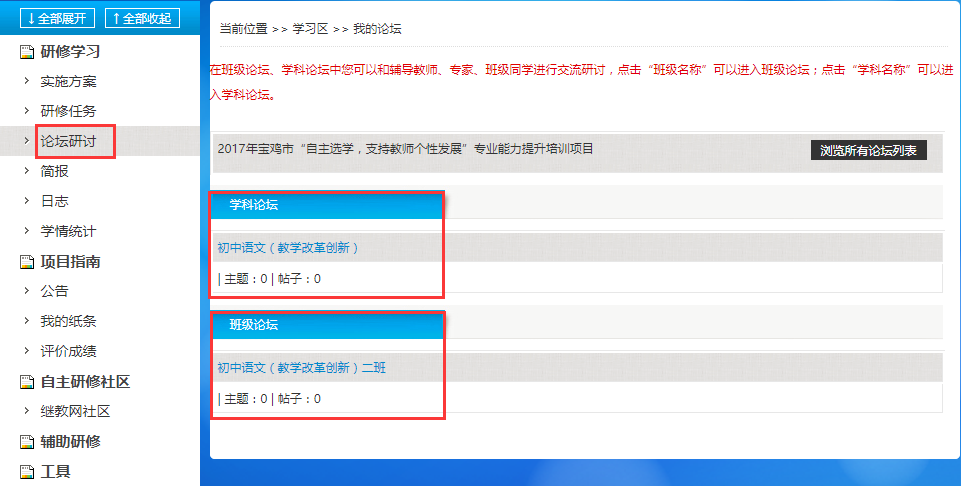 ↓全部展开 ↑全部收起
研修学习
实施方案
研修任务
论坛研讨
简报
日志
学情统计
项目指南
公告
我的纸条
评价成绩
自主研修社区
继教网社区
辅助研修
工具
当前位置 >> 学习区 >> 我的论坛
在班级论坛、学科论坛中您可以和辅导教师、专家、班级同学进行交流研讨，点击“班级名称”可以进入班级论坛；点击“学科名称”可以进
入学科论坛。
2017年宝鸡市“自主选学，支持教师个性发展”专业能力提升培训项目 浏览所有论坛列表
学科论坛
初中语文（教学改革创新）
| 主题：0 | 帖子：0
班级论坛
初中语文（教学改革创新）二班
| 主题：0 | 帖子：0